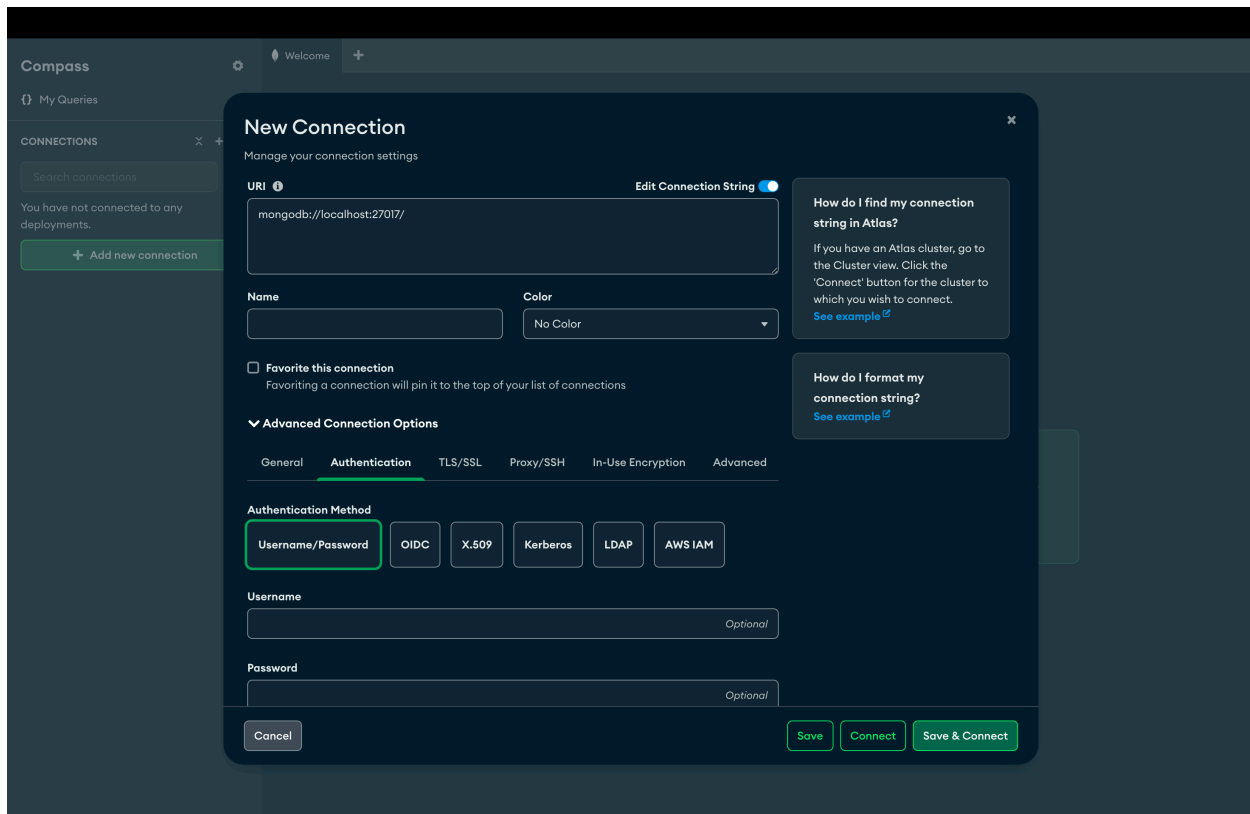 Compass
Welcome
My Queries
CONNECTIONS
Search connections
You have not connected to any
deployments.
Add new connection
New Connection
Manage your connection settings
URI
Edit Connection String
mongodb://localhost:27017/
Name
Color
No Color
Favorite this connection
Favoriting a connection will pin it to the top of your list of connections
Advanced Connection Options
General Authentication TLS/SSL Proxy/SSH In-Use Encryption Advanced
Authentication Method
Username/Password OIDC X.509 Kerberos LDAP AWS IAM
Username
Optional
Password
Optional
How do I find my connection
string in Atlas?
If you have an Atlas cluster, go to
the Cluster view. Click the
'Connect' button for the cluster to
which you wish to connect.
See example
How do I format my
connection string?
See example
Cancel Save Connect Save & Connect